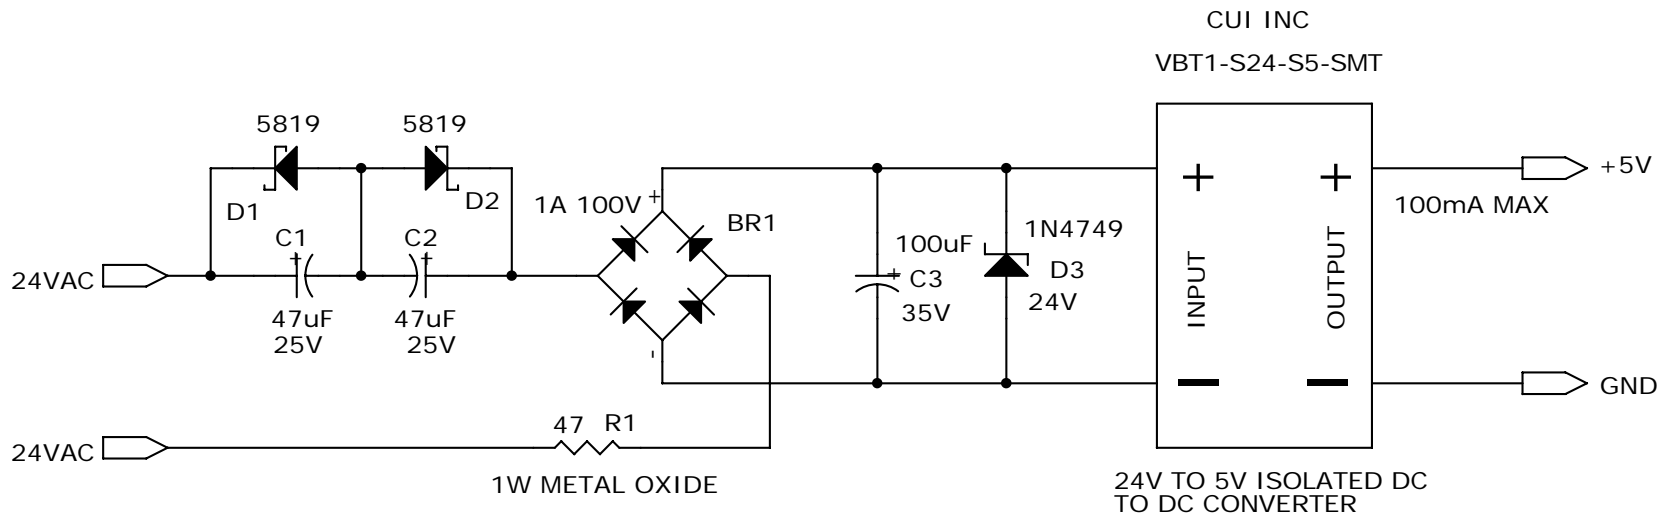 CUI INC
VBT1-S24-S5-SMT
5819
5819
D1
D2
1A 100V
+
BR1
C1
+
C2
+
24VAC
47uF
25V
47uF
25V
-
100uF
+
C3
35V
1N4749
D3
24V
+
+
INPUT
OUTPUT
+5V
100mA MAX
GND
24VAC
47
R1
1W METAL OXIDE
24V TO 5V ISOLATED DC
TO DC CONVERTER